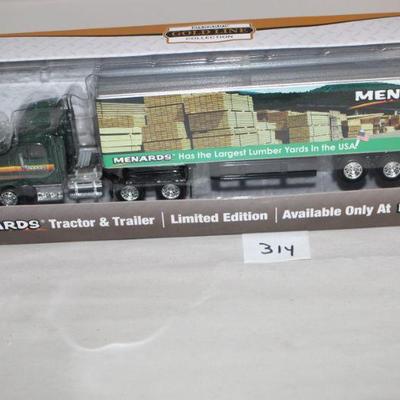 GOLD LINE
COLLECTION
MEN
MENARDS® Has the Largest Lumber Yards in the USA!
ARDS® Tractor & Trailer | Limited Edition | Available Only At
314